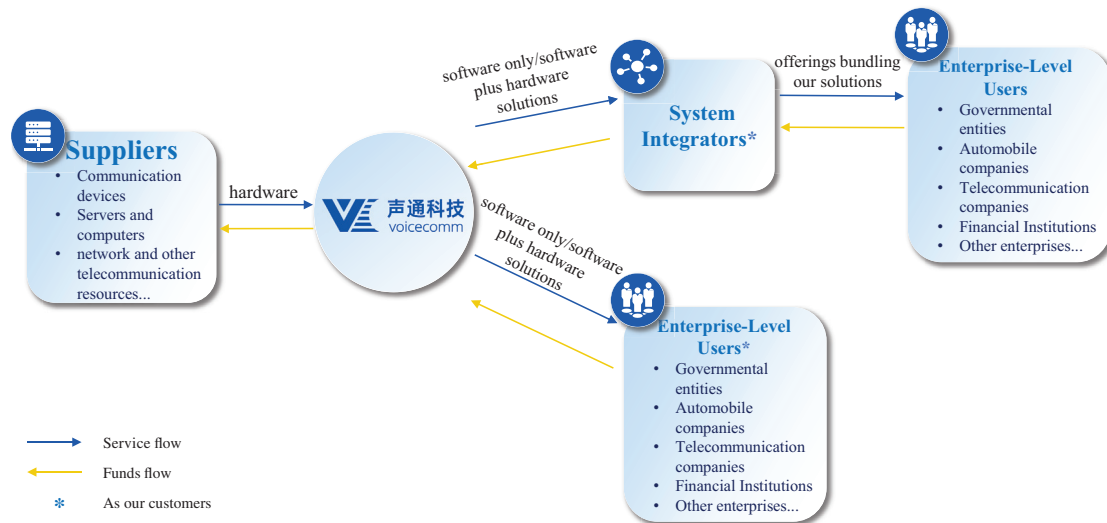 Suppliers
• Communication
devices
• Servers and
computers
• network and other
telecommunication
resources...
hardware
声通科技
voicecomm
software only/software
plus hardware
solutions
System
Integrators*
offerings bundling
our solutions
Enterprise-Level
Users
• Governmental
entities
• Automobile
companies
• Telecommunication
companies
• Financial Institutions
• Other enterprises...
software only/software
plus hardware
solutions
Enterprise-Level
Users*
• Governmental
entities
• Automobile
companies
• Telecommunication
companies
• Financial Institutions
• Other enterprises...
Service flow
Funds flow
* As our customers